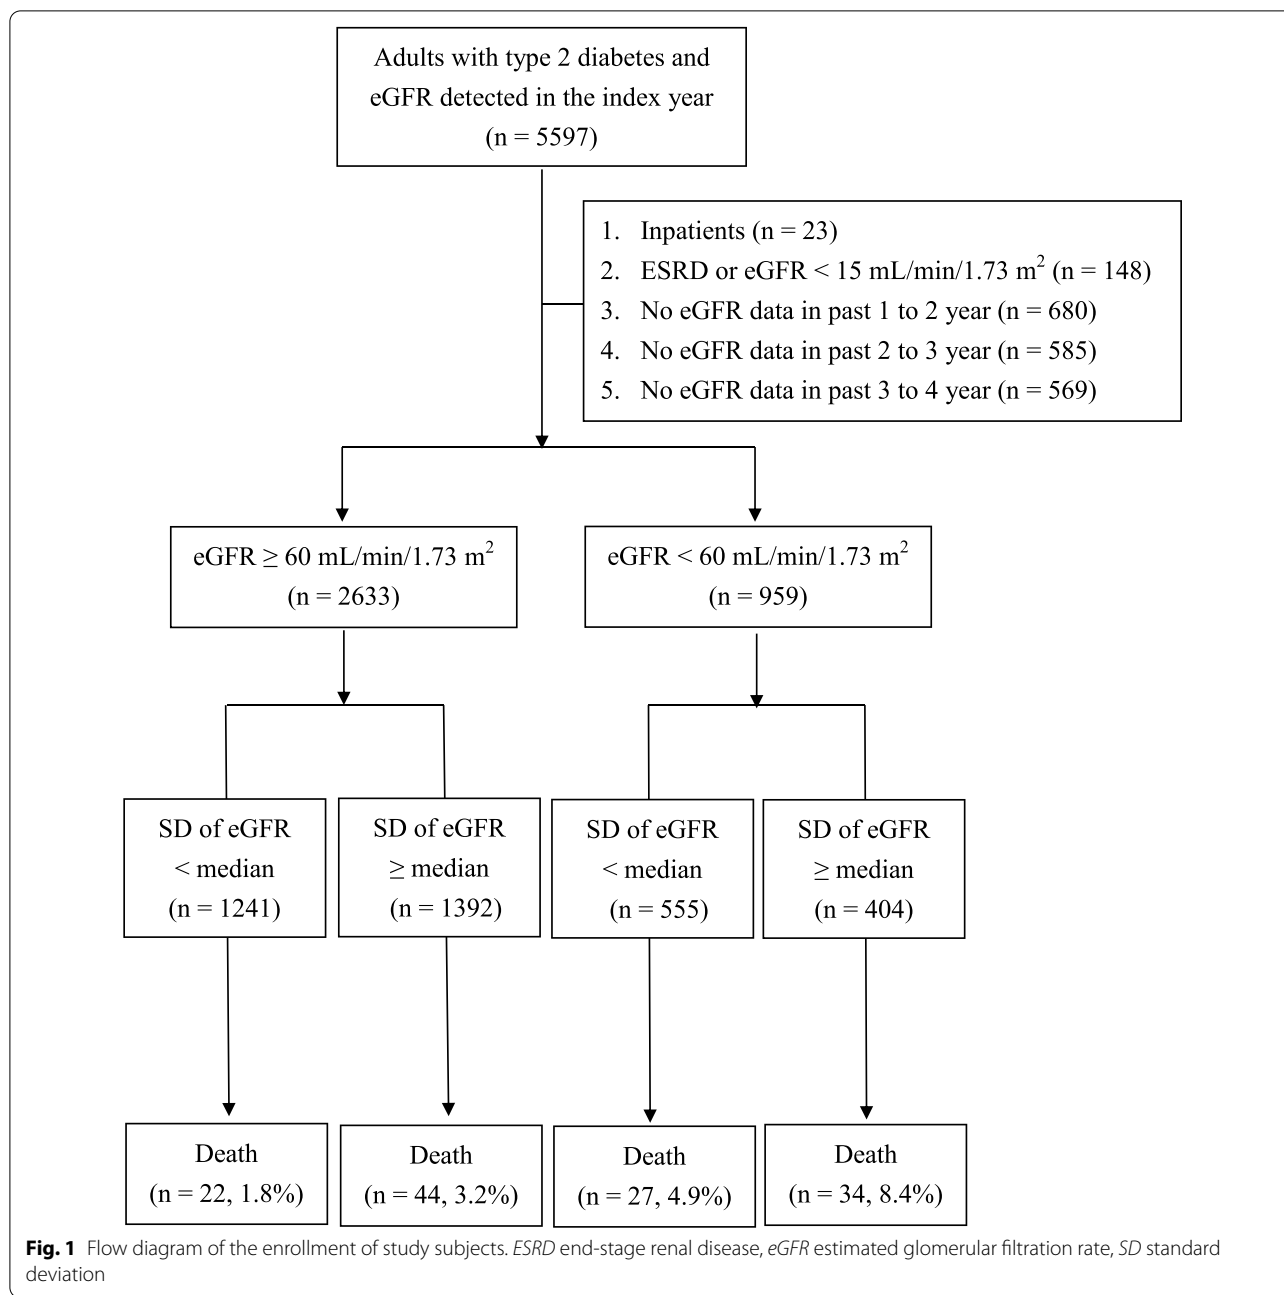 Adults with type 2 diabetes and
eGFR detected in the index year
(n = 5597)
1. Inpatients (n = 23)
2. ESRD or eGFR < 15 mL/min/1.73 m² (n = 148)
3. No eGFR data in past 1 to 2 year (n = 680)
4. No eGFR data in past 2 to 3 year (n = 585)
5. No eGFR data in past 3 to 4 year (n = 569)
eGFR ≥ 60 mL/min/1.73 m²
(n = 2633)
eGFR < 60 mL/min/1.73 m²
(n = 959)
SD of eGFR
< median
(n = 1241)
SD of eGFR
≥ median
(n = 1392)
SD of eGFR
< median
(n = 555)
SD of eGFR
≥ median
(n = 404)
Death
(n = 22, 1.8%)
Death
(n = 44, 3.2%)
Death
(n = 27, 4.9%)
Death
(n = 34, 8.4%)
Fig. 1 Flow diagram of the enrollment of study subjects. ESRD end-stage renal disease, eGFR estimated glomerular filtration rate, SD standard
deviation